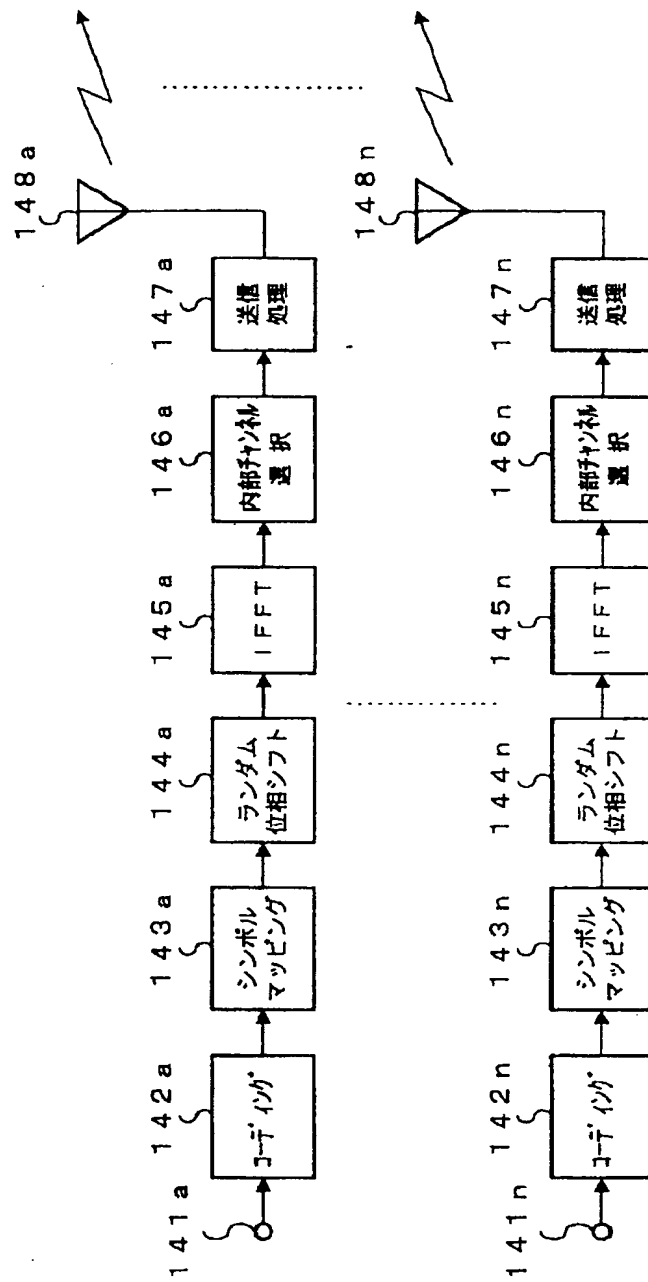 141a
142a
コーディング
143a
シンボル
マッピング
144a
ランダム
位相シフト
145a
IFFT
146a
内部チャンネル
選択
147a
送信
処理
148a
141n
142n
コーディング
143n
シンボル
マッピング
144n
ランダム
位相シフト
145n
IFFT
146n
内部チャンネル
選択
147n
送信
処理
148n